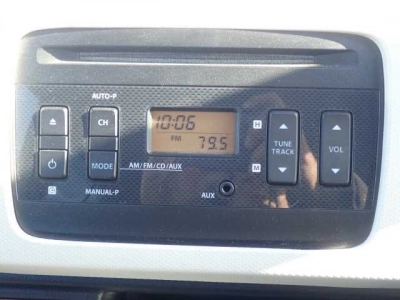 AUTO-P
CH
10:06
FM 79.5
H
TUNE
TRACK
VOL
MODE
AM/FM/CD/AUX
M
MANUAL-P
AUX